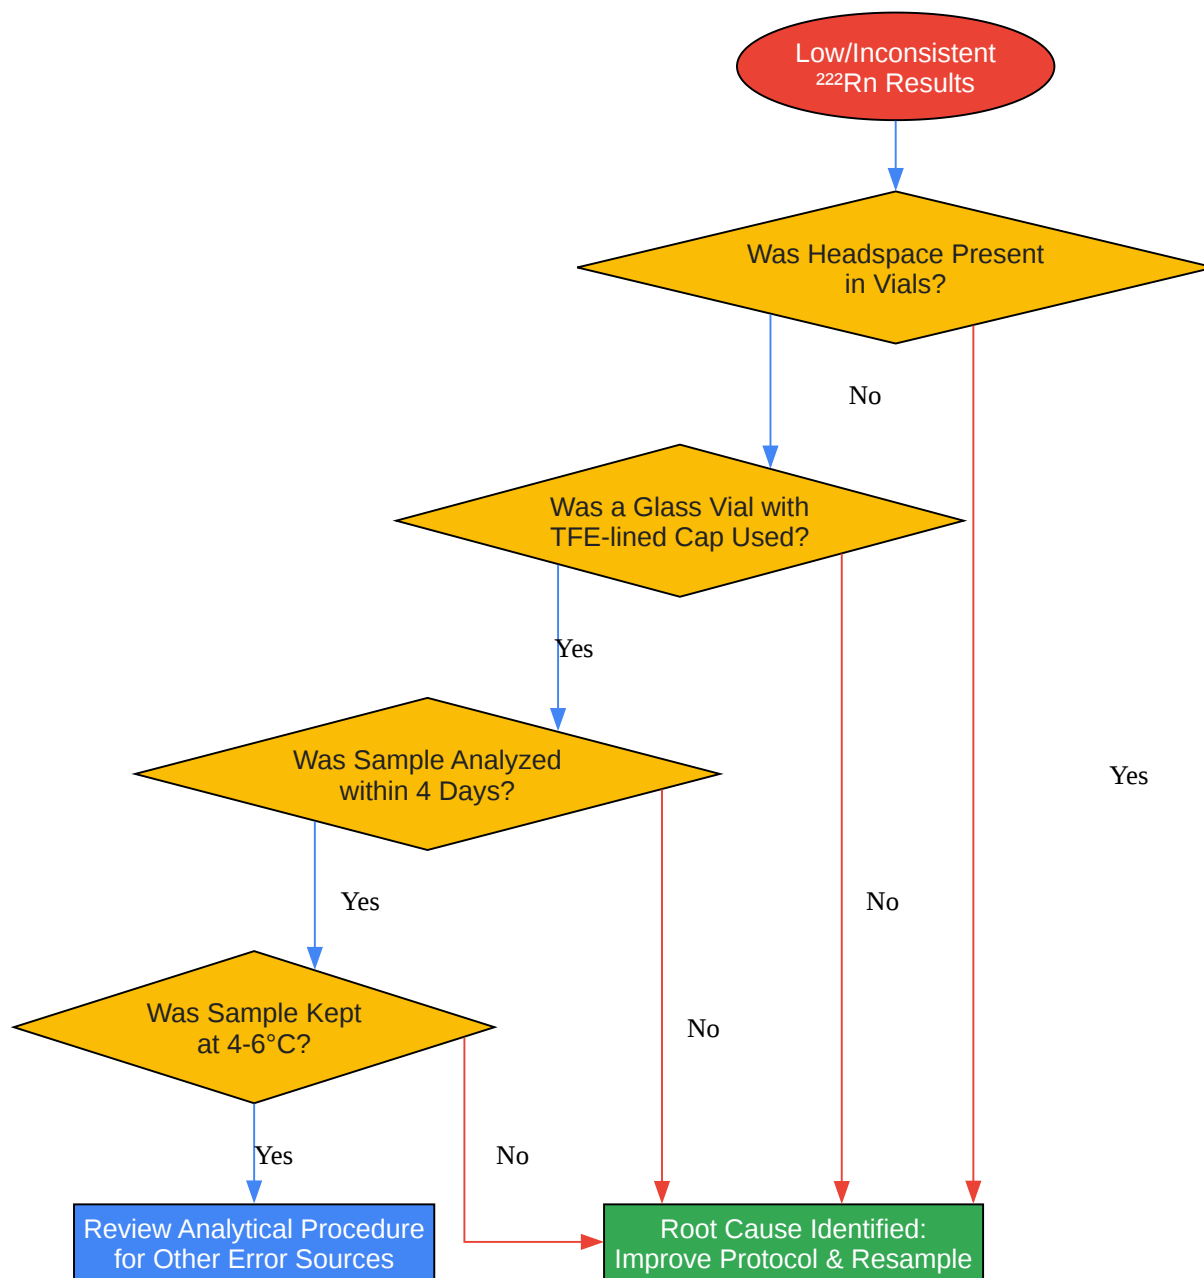 Low/Inconsistent
²²²Rn Results
Was Headspace Present
in Vials?
No
Was a Glass Vial with
TFE-lined Cap Used?
Yes
Was Sample Analyzed
within 4 Days?
Yes
Yes
No
Was Sample Kept
at 4-6°C?
No
Yes
No
Review Analytical Procedure
for Other Error Sources
Root Cause Identified:
Improve Protocol & Resample